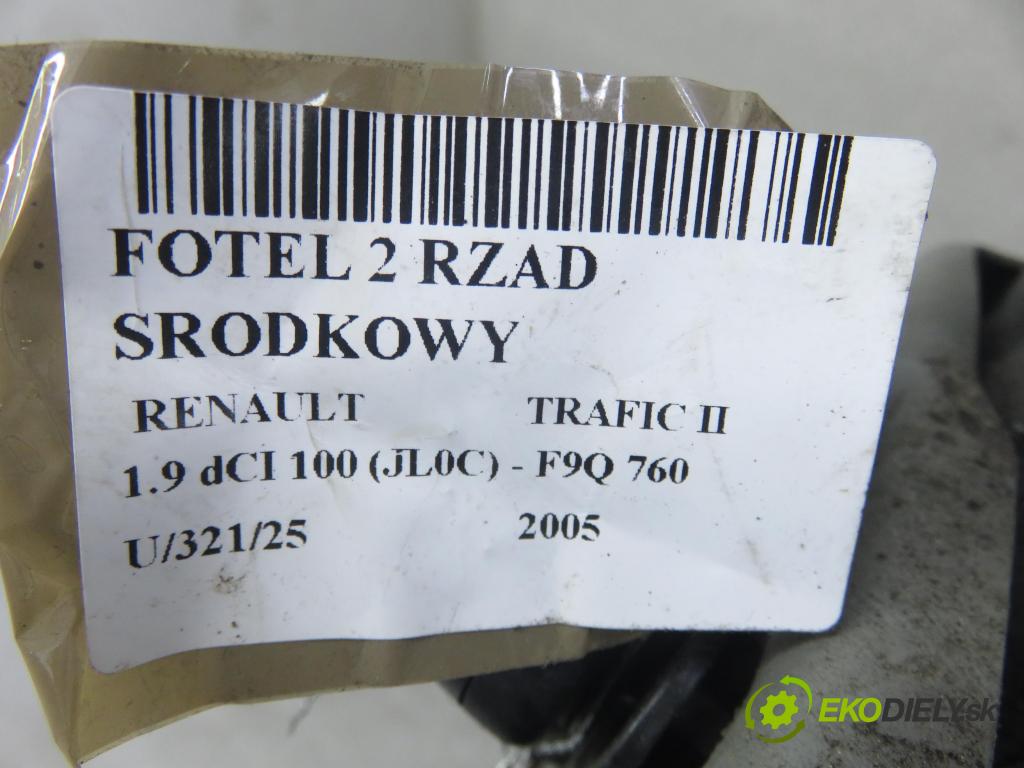 FOTEL 2 RZAD
SRODKOWY
RENAULT TRAFIC II
1.9 dCI 100 (JL0C) - F9Q 760
U/321/25 2005
EKODIELY.sk